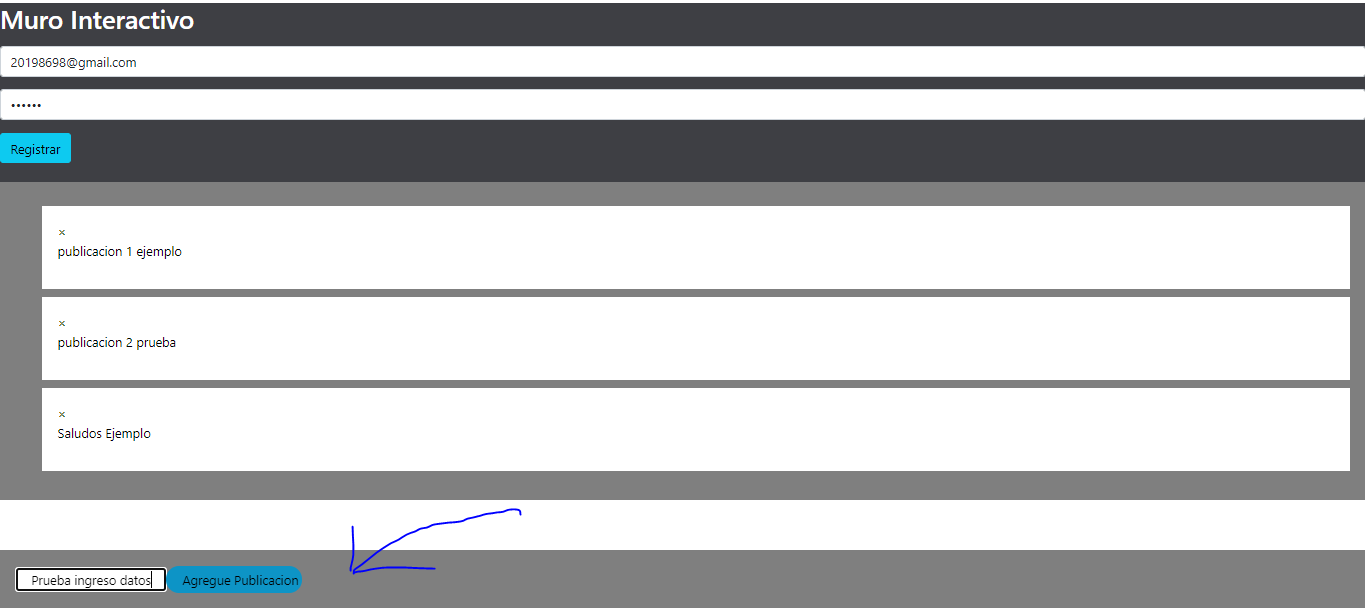 Muro Interactivo
20198698@gmail.com
••••••
Registrar
×
publicacion 1 ejemplo
×
publicacion 2 prueba
×
Saludos Ejemplo
Prueba ingreso datos Agregue Publicacion